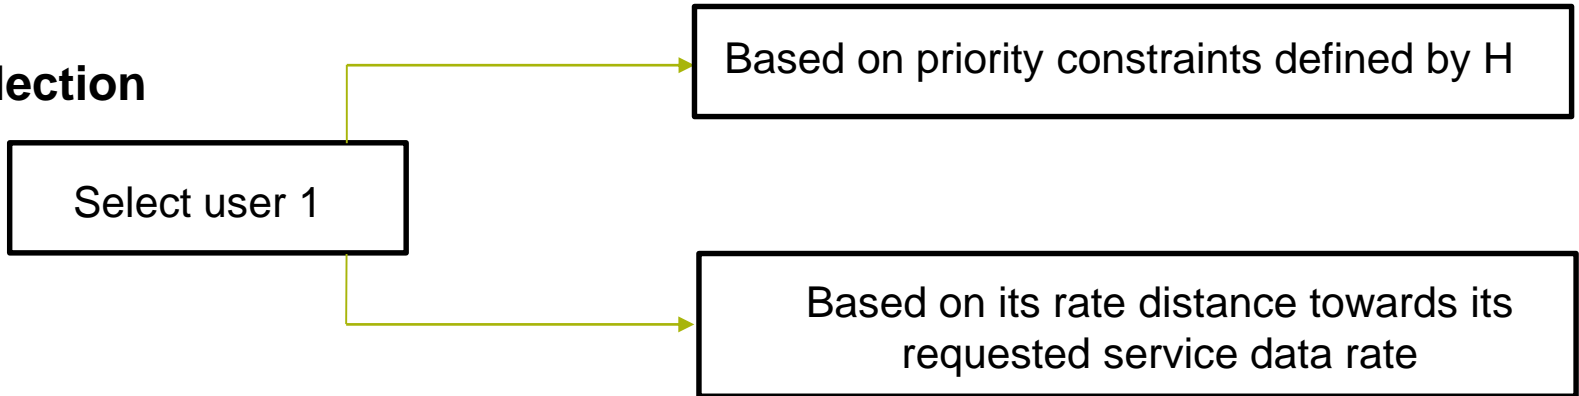 lection
Select user 1
Based on priority constraints defined by H
Based on its rate distance towards its
requested service data rate